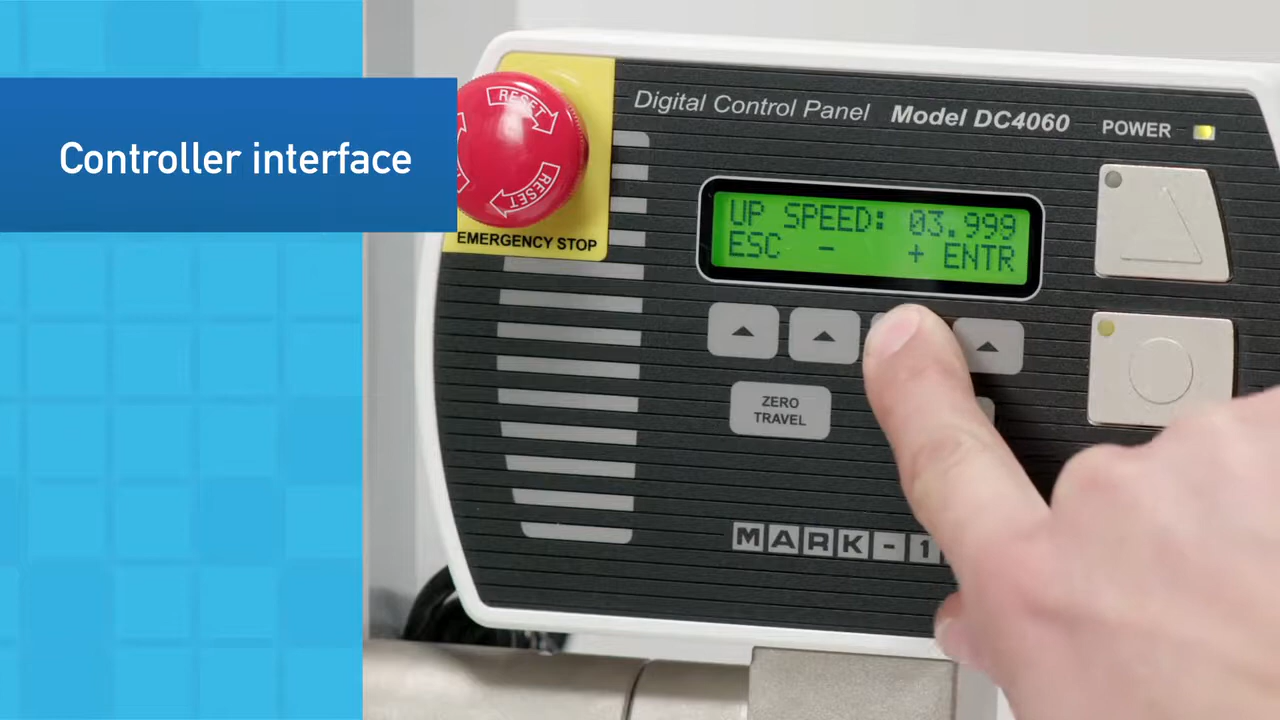 Controller interface
RESET
RESET
EMERGENCY STOP
Digital Control Panel Model DC4060 POWER
UP SPEED: 03.999
ESC - + ENTR
ZERO
TRAVEL
MARK-1